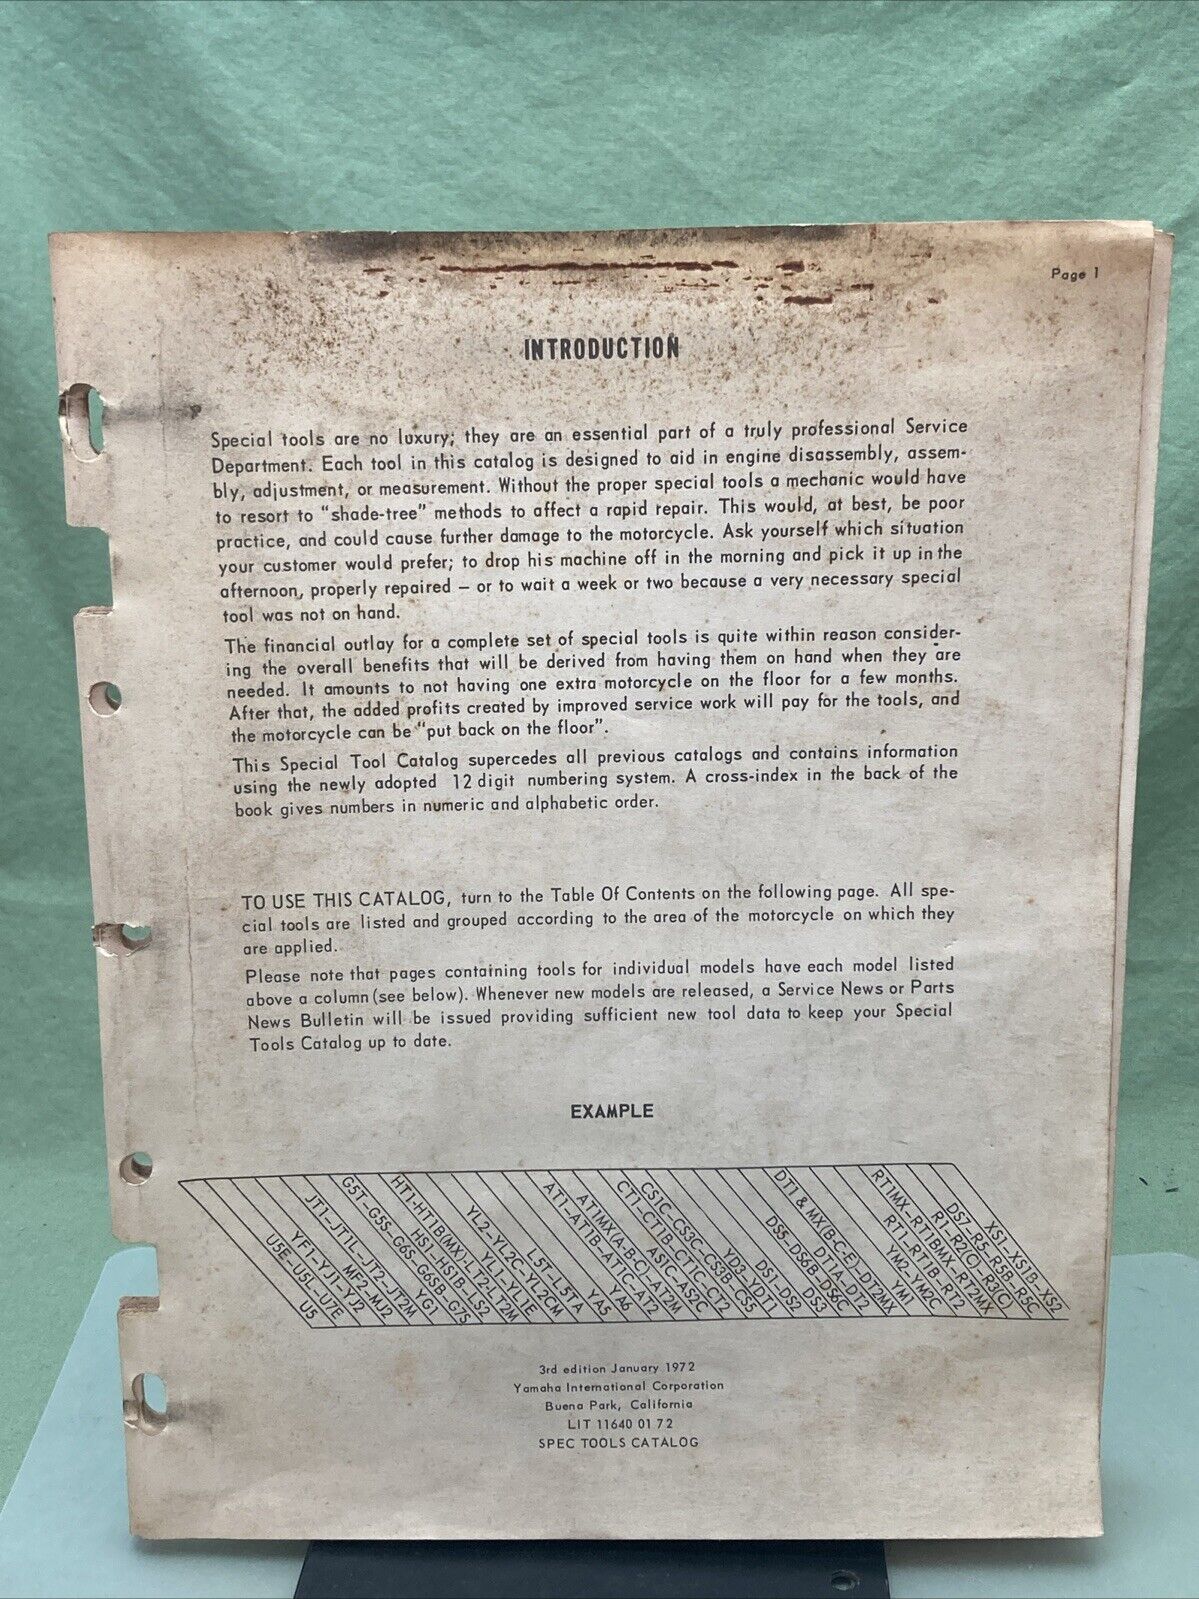 Page 1
INTRODUCTION
Special tools are no luxury; they are an essential part of a truly professional Service
Department. Each tool in this catalog is designed to aid in engine disassembly, assem-
bly, adjustment, or measurement. Without the proper special tools a mechanic would have
to resort to "shade-tree" methods to affect a rapid repair. This would, at best, be poor
practice, and could cause further damage to the motorcycle. Ask yourself which situation
your customer would prefer; to drop his machine off in the morning and pick it up in the
afternoon, properly repaired – or to wait a week or two because a very necessary special
tool was not on hand.
The financial outlay for a complete set of special tools is quite within reason consider-
ing the overall benefits that will be derived from having them on hand when they are
needed. It amounts to not having one extra motorcycle on the floor for a few months.
After that, the added profits created by improved service work will pay for the tools, and
the motorcycle can be "put back on the floor".
This Special Tool Catalog supercedes all previous catalogs and contains information
using the newly adopted 12 digit numbering system. A cross-index in the back of the
book gives numbers in numeric and alphabetic order.
TO USE THIS CATALOG, turn to the Table Of Contents on the following page. All spe-
cial tools are listed and grouped according to the area of the motorcycle on which they
are applied.
Please note that pages containing tools for individual models have each model listed
above a column (see below). Whenever new models are released, a Service News or Parts
News Bulletin will be issued providing sufficient new tool data to keep your Special
Tools Catalog up to date.
EXAMPLE
U5
U5E-U5L-U7E
YF1-YJ1-YJ2
MF2-MJ2
JT1-JT1L-JT2-JT2M
YG1
G5T-G5S-G6S-G6SB-G7S
HS1-HS1B-LS2
HT1-HT1B(MX)-LT2-LT2M
YL1-YL1E
YL2-YL2C-YL2CM
L5T-L5TA
YA5
YA6
AT1-AT1B-AT1C-AT2
AT1MX(A-B-C)-AT2M
AS1C-AS2C
CT1-CT1B-CT1C-CT2
CS1C-CS3C-CS3B-CS5
YD3-YDT1
DS1-DS2
DS3
DS5-DS6B-DS6C
DT1A-DT2
DT1 & MX(B-C-E)-DT2MX
YM1
YM2-YM2C
RT1-RT1B-RT2
RT1MX-RT1BMX-RT2MX
R1-R2(C)-R3(C)
DS7-R5-R5B-R5C
XS1-XS1B-XS2
3rd edition January 1972
Yamaha International Corporation
Buena Park, California
LIT 11640 01 72
SPEC TOOLS CATALOG